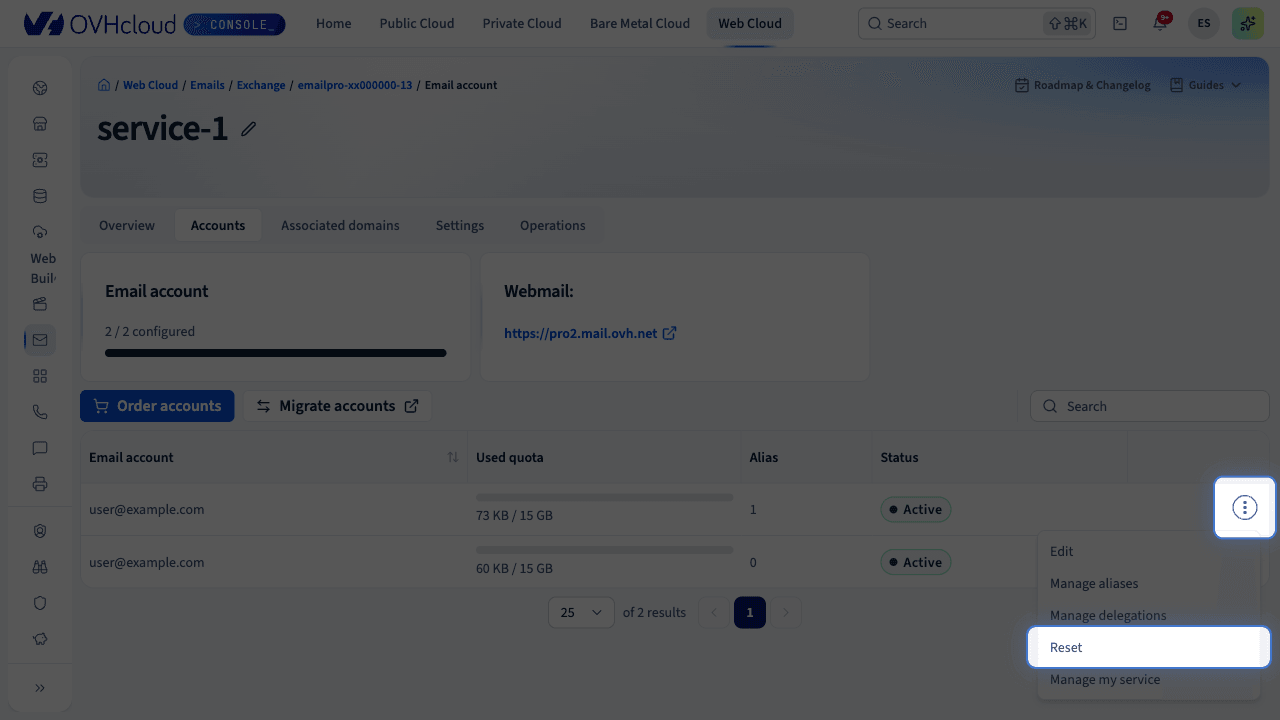 OVHcloud > CONSOLE_
Home Public Cloud Private Cloud Bare Metal Cloud Web Cloud
Search ⇧⌘K
9+
ES
/ Web Cloud / Emails / Exchange / emailpro-xx000000-13 / Email account
Roadmap & Changelog Guides
service-1
Overview Accounts Associated domains Settings Operations
Web
Buil
Email account
2 / 2 configured
Webmail:
https://pro2.mail.ovh.net
Order accounts Migrate accounts
Search
Email account Used quota Alias Status
user@example.com 73 KB / 15 GB 1 Active
user@example.com 60 KB / 15 GB 0 Active
Edit
Manage aliases
Manage delegations
Reset
Manage my service
25 of 2 results 1